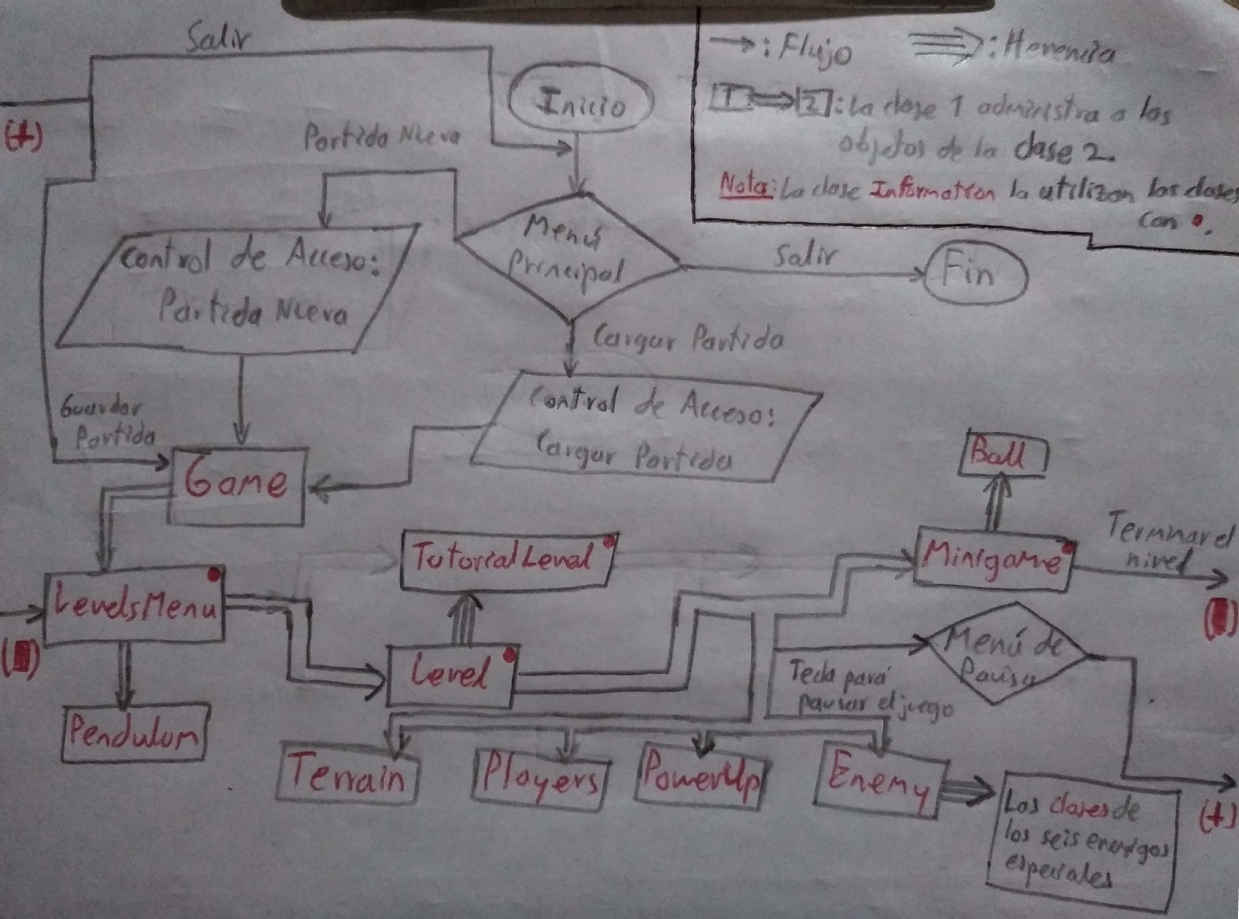 Salir
→: Flujo
: Herencia
Inicio
1 ⇒ 2: La clase 1 administra a los
objetos de la clase 2.
Nota: La clase Information la utilizan las clases
con •.
(+)
Partida Nueva
Menú
Principal
Salir
Fin
Control de Acceso:
Partida Nueva
Cargar Partida
Control de Acceso:
Cargar Partida
Guardar
Partida
Game
Ball
TutorialLevel
Minigame
Terminar el
nivel
LevelsMenu
Level
Menú de
Pausa
Tecla para
pausar el juego
Pendulum
Terrain
Players
PowerUp
Enemy
Las clases de
los seis enemigos
especiales
(+)